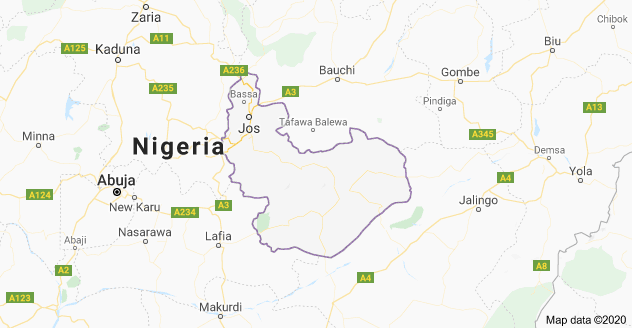 Zaria
Chibok
A11
Biu
A125
Kaduna
A236
Bauchi
Gombe
A235
A3
Bassa
Pindiga
A13
Jos
Tafawa Balewa
Minna
A345
Nigeria
Demsa
Yola
Abuja
A4
A124
New Karu
A3
Jalingo
A234
Nasarawa
Lafia
Abaji
A2
A8
A4
A123
Makurdi
Map data ©2020